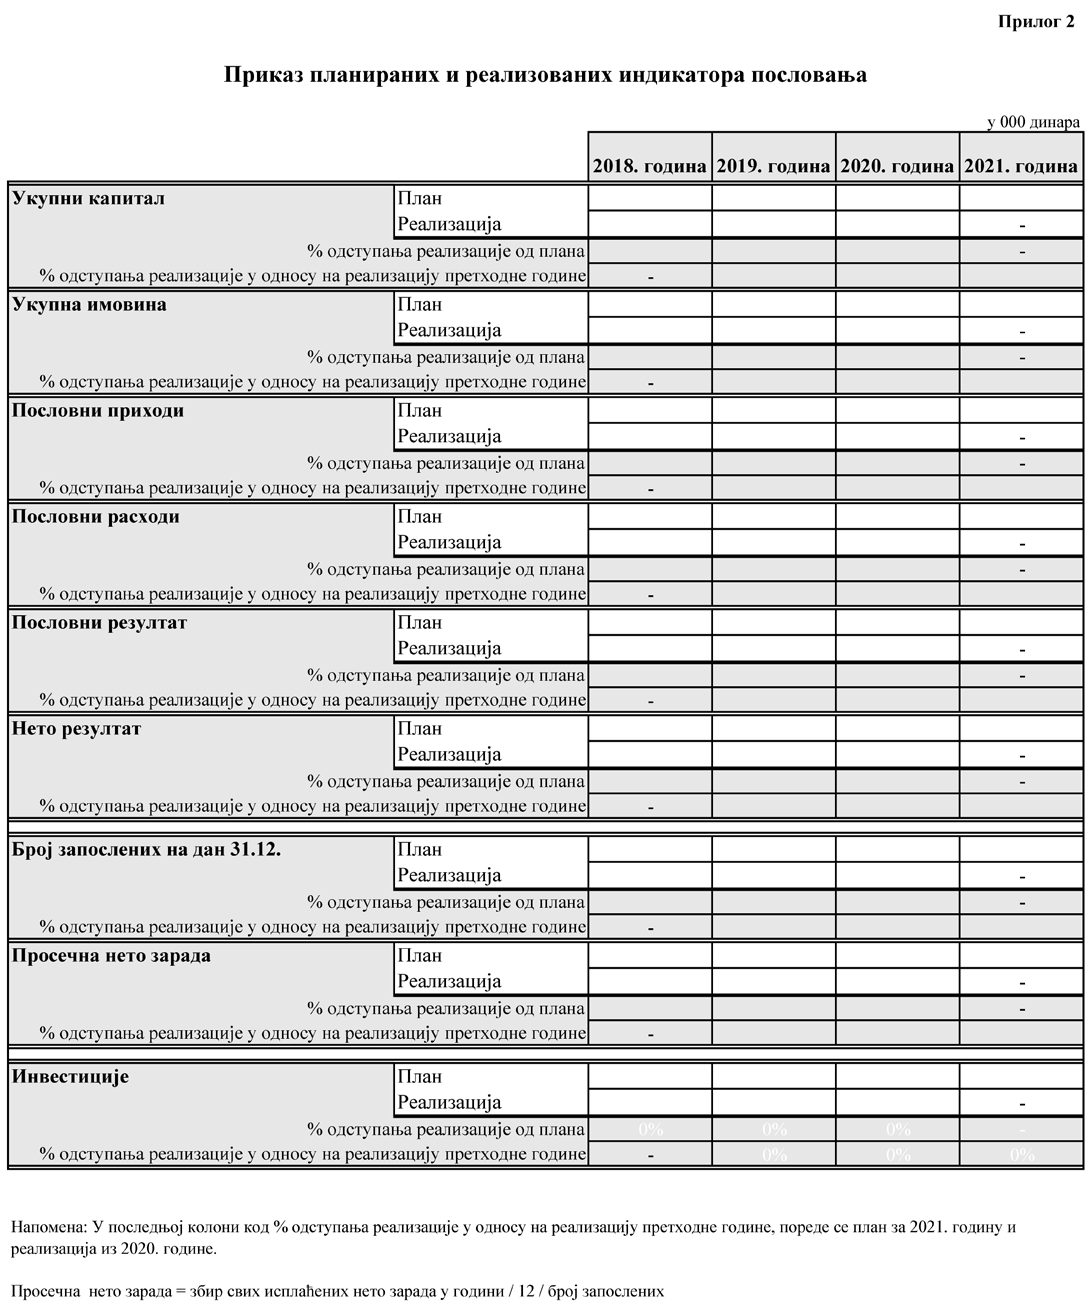 Прилог 2
Приказ планираних и реализованих индикатора пословања
у 000 динара
2018. година 2019. година 2020. година 2021. година
Укупни капитал План
Реализација -
% одступања реализације од плана -
% одступања реализације у односу на реализацију претходне године -
Укупна имовина План
Реализација -
% одступања реализације од плана -
% одступања реализације у односу на реализацију претходне године -
Пословни приходи План
Реализација -
% одступања реализације од плана -
% одступања реализације у односу на реализацију претходне године -
Пословни расходи План
Реализација -
% одступања реализације од плана -
% одступања реализације у односу на реализацију претходне године -
Пословни резултат План
Реализација -
% одступања реализације од плана -
% одступања реализације у односу на реализацију претходне године -
Нето резултат План
Реализација -
% одступања реализације од плана -
% одступања реализације у односу на реализацију претходне године -
Број запослених на дан 31.12. План
Реализација -
% одступања реализације од плана -
% одступања реализације у односу на реализацију претходне године -
Просечна нето зарада План
Реализација -
% одступања реализације од плана -
% одступања реализације у односу на реализацију претходне године -
Инвестиције План
Реализација -
% одступања реализације од плана 0% 0% 0% -
% одступања реализације у односу на реализацију претходне године - 0% 0% 0%
Напомена: У последњој колони код % одступања реализације у односу на реализацију претходне године, пореде се план за 2021. годину и
реализација из 2020. године.
Просечна нето зарада = збир свих исплаћених нето зарада у години / 12 / број запослених